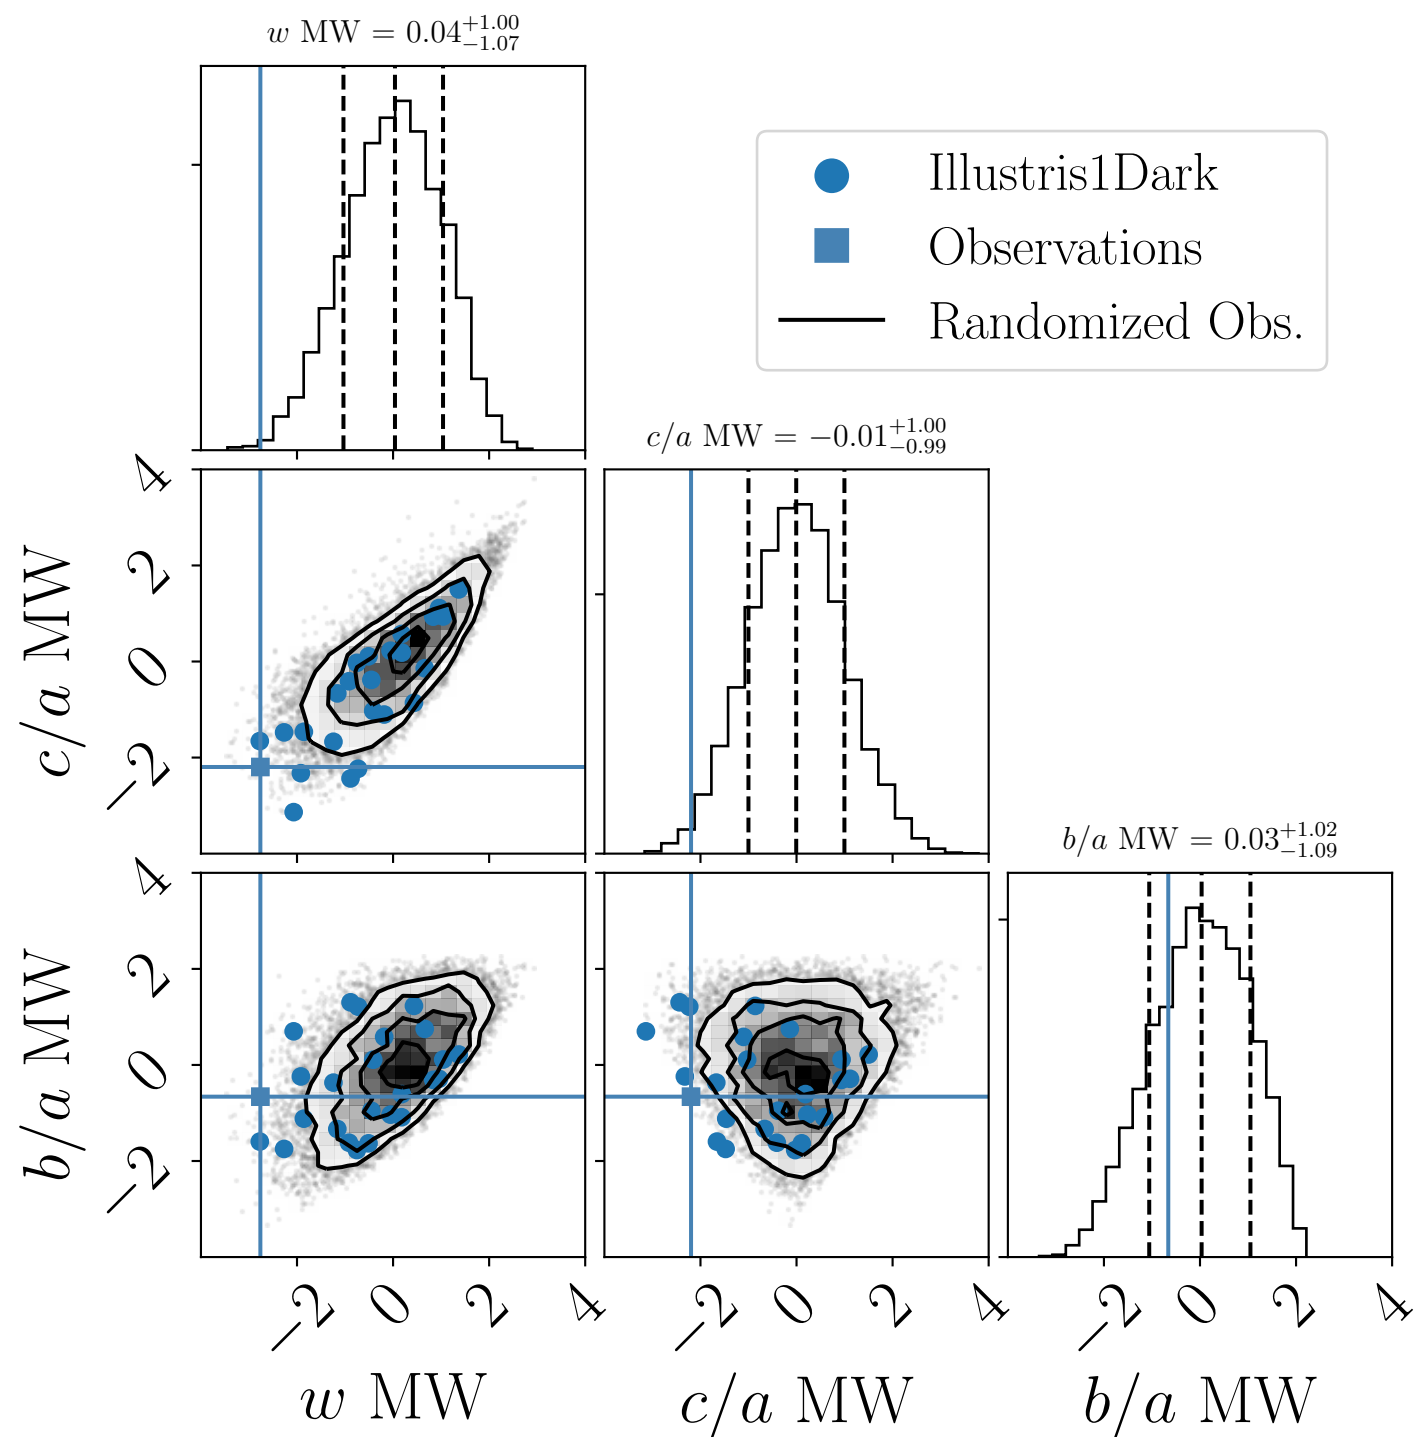 w MW = 0.04+1.00−1.07
Illustris1Dark
Observations
Randomized Obs.
c/a MW = −0.01+1.00−0.99
4
2
0
−2
c/a MW
b/a MW = 0.03+1.02−1.09
4
2
0
−2
b/a MW
−2 0 2 4
−2 0 2 4
−2 0 2 4
w MW
c/a MW
b/a MW